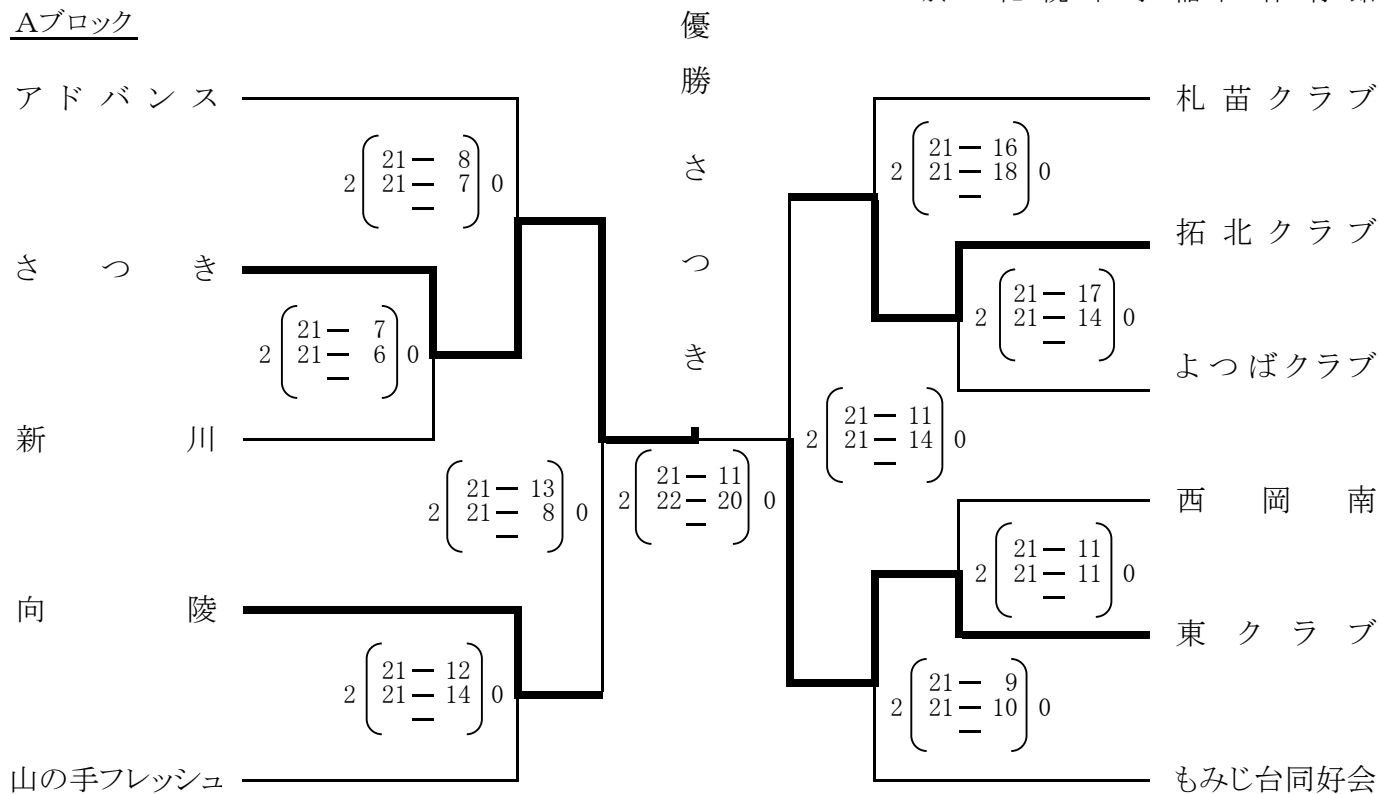 Aブロック
優勝 さつき
アドバンス
2 21 ― 8 0
21 ― 7
―
さつき
2 21 ― 7 0
21 ― 6
―
新川
2 21 ― 13 0
21 ― 8
―
向陵
2 21 ― 12 0
21 ― 14
―
山の手フレッシュ
2 21 ― 11 0
22 ― 20
―
札苗クラブ
2 21 ― 16 0
21 ― 18
―
拓北クラブ
2 21 ― 17 0
21 ― 14
―
よつばクラブ
2 21 ― 11 0
21 ― 14
―
西岡南
2 21 ― 11 0
21 ― 11
―
東クラブ
2 21 ― 9 0
21 ― 10
―
もみじ台同好会